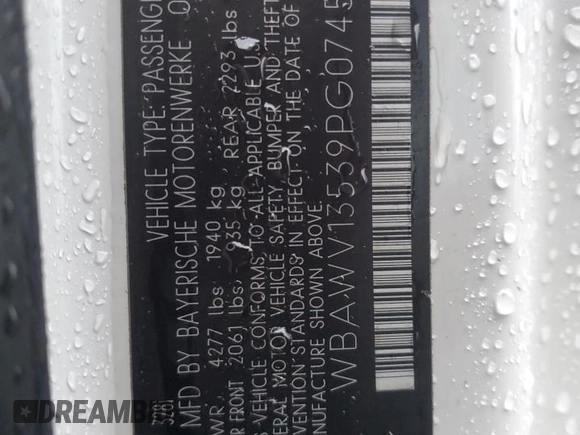 VEHICLE TYPE: PASSENG
MFD BY BAYERISCHE MOTORENWERKE
WR 4277 lbs 1940 kg
FRONT 2061 lbs, 935 kg REAR 2293 lbs
VEHICLE CONFORMS TO ALL APPLICABLE U.S
ERAL MOTOR VEHICLE SAFETY, BUMPER AND THEFT
VENTION STANDARDS IN EFFECT ON THE DATE OF
NUFACTURE SHOWN ABOVE.
WBAWV13539PG0745
DREAMBID